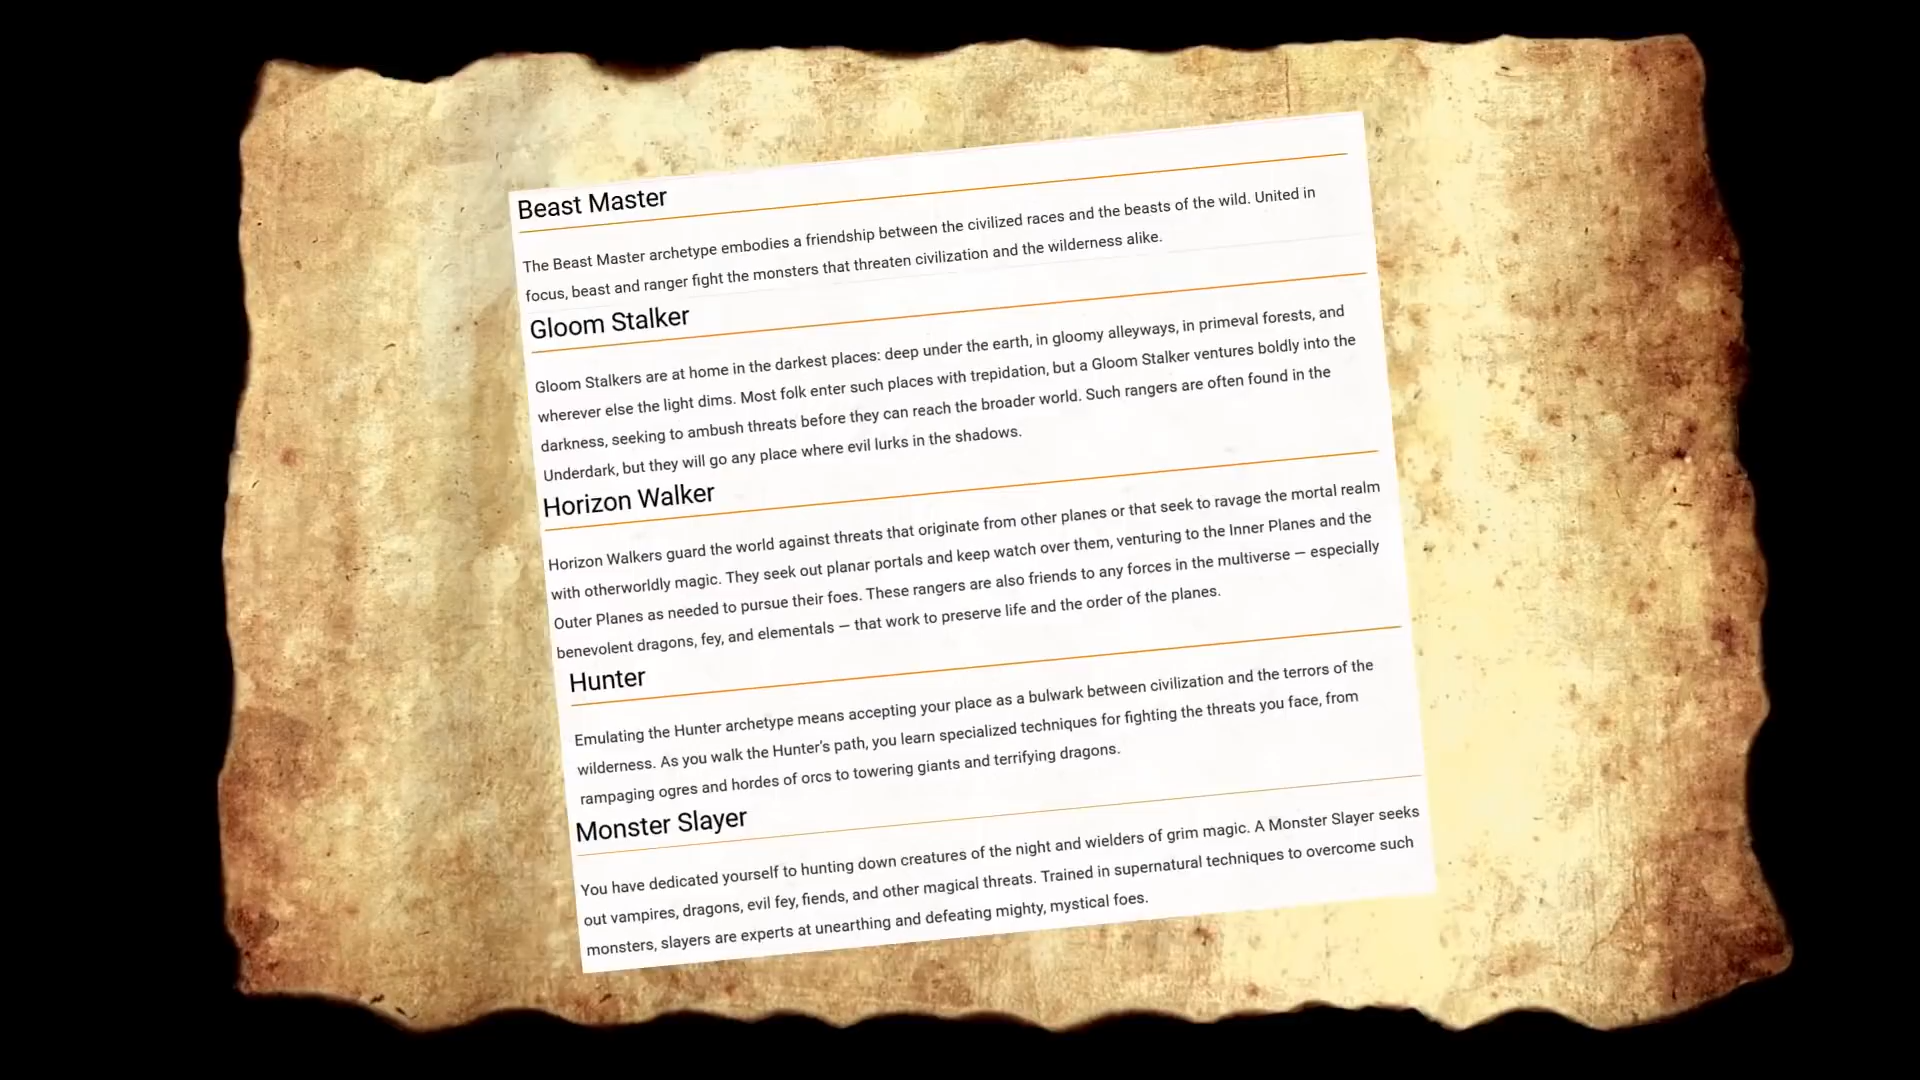 Beast Master
The Beast Master archetype embodies a friendship between the civilized races and the beasts of the wild. United in
focus, beast and ranger fight the monsters that threaten civilization and the wilderness alike.
Gloom Stalker
Gloom Stalkers are at home in the darkest places: deep under the earth, in gloomy alleyways, in primeval forests, and
wherever else the light dims. Most folk enter such places with trepidation, but a Gloom Stalker ventures boldly into the
darkness, seeking to ambush threats before they can reach the broader world. Such rangers are often found in the
Underdark, but they will go any place where evil lurks in the shadows.
Horizon Walker
Horizon Walkers guard the world against threats that originate from other planes or that seek to ravage the mortal realm
with otherworldly magic. They seek out planar portals and keep watch over them, venturing to the Inner Planes and the
Outer Planes as needed to pursue their foes. These rangers are also friends to any forces in the multiverse — especially
benevolent dragons, fey, and elementals — that work to preserve life and the order of the planes.
Hunter
Emulating the Hunter archetype means accepting your place as a bulwark between civilization and the terrors of the
wilderness. As you walk the Hunter's path, you learn specialized techniques for fighting the threats you face, from
rampaging ogres and hordes of orcs to towering giants and terrifying dragons.
Monster Slayer
You have dedicated yourself to hunting down creatures of the night and wielders of grim magic. A Monster Slayer seeks
out vampires, dragons, evil fey, fiends, and other magical threats. Trained in supernatural techniques to overcome such
monsters, slayers are experts at unearthing and defeating mighty, mystical foes.